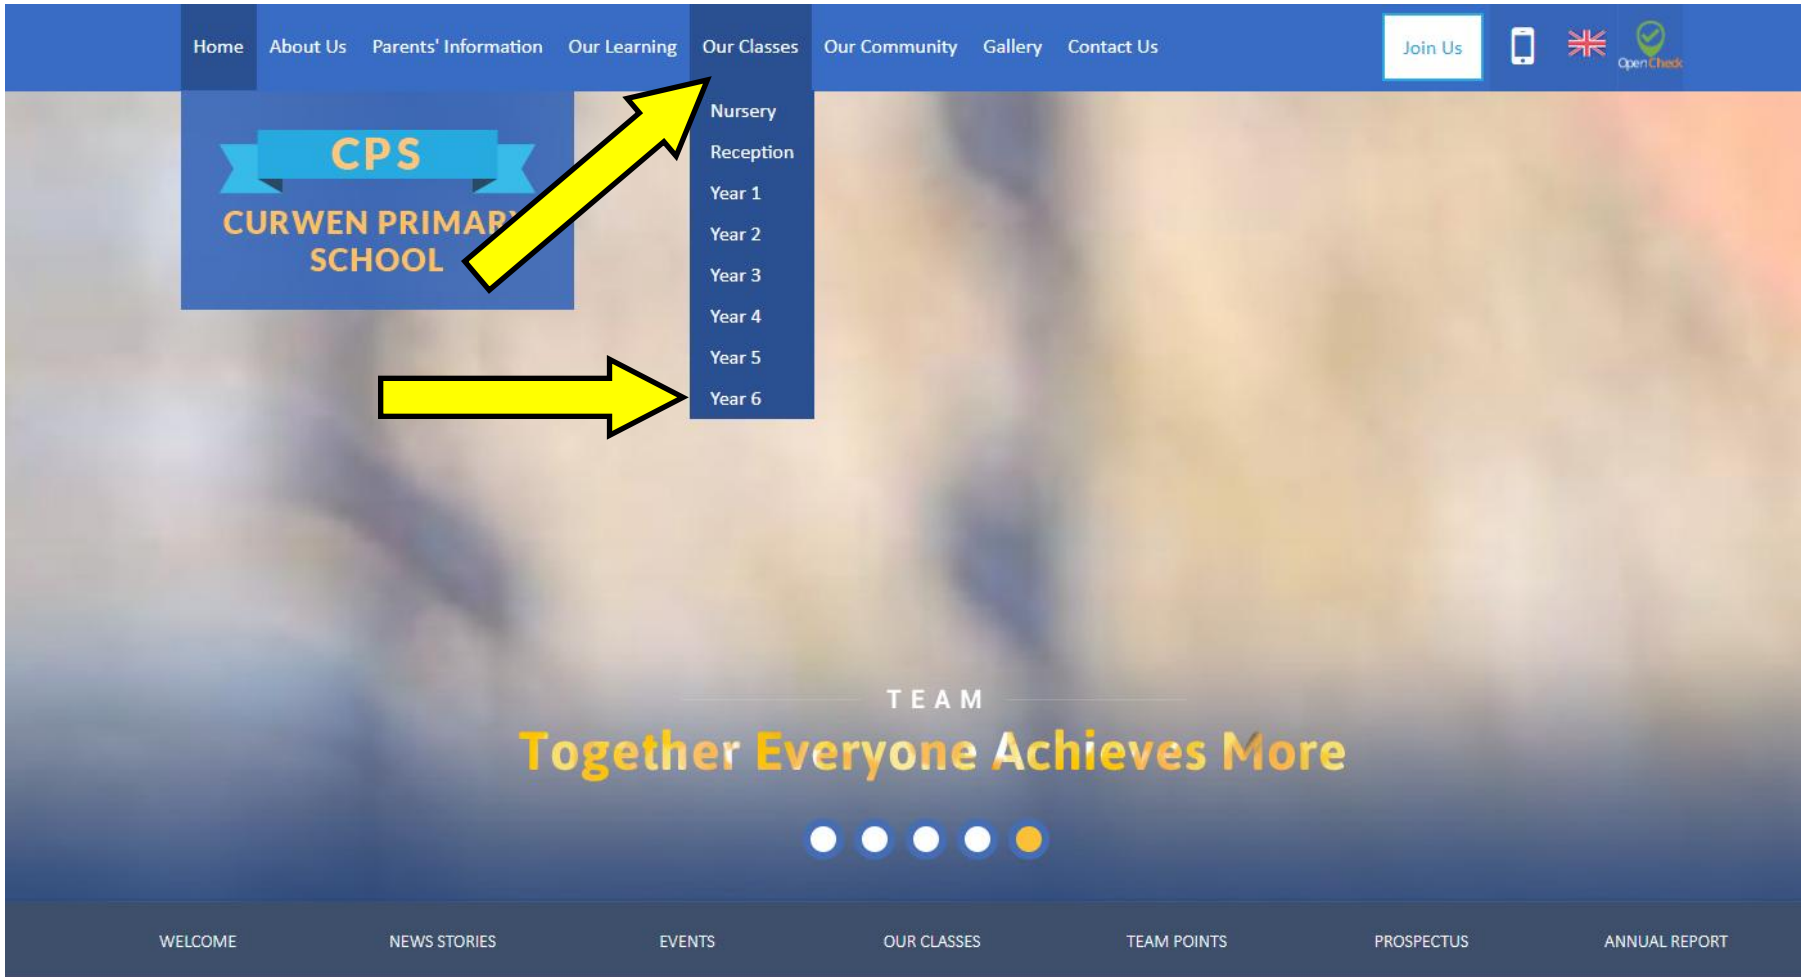 Home About Us Parents' Information Our Learning Our Classes Our Community Gallery Contact Us Join Us OpenCheck
Nursery
Reception
Year 1
Year 2
Year 3
Year 4
Year 5
Year 6
CPS
CURWEN PRIMARY
SCHOOL
TEAM
Together Everyone Achieves More
WELCOME NEWS STORIES EVENTS OUR CLASSES TEAM POINTS PROSPECTUS ANNUAL REPORT